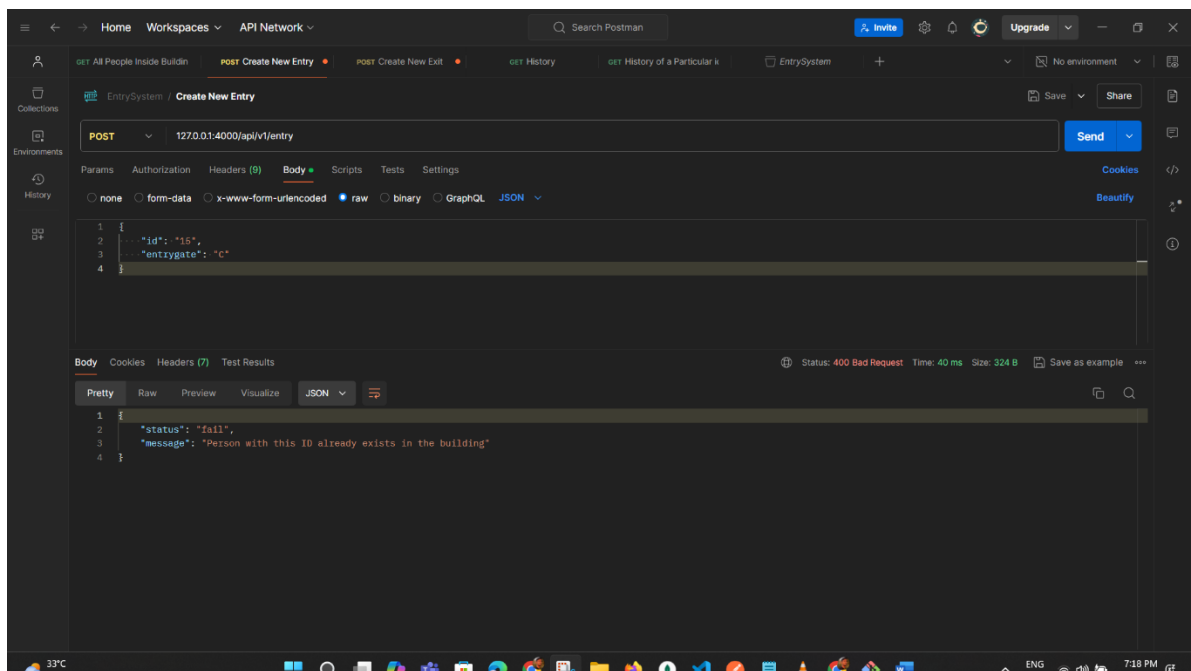 Home Workspaces API Network Search Postman Invite Upgrade
GET All People Inside Buildin POST Create New Entry POST Create New Exit GET History GET History of a Particular i EntrySystem No environment
HTTP EntrySystem / Create New Entry Save Share
Collections
POST 127.0.0.1:4000/api/v1/entry Send
Environments
Params Authorization Headers (9) Body Scripts Tests Settings Cookies
History
none form-data x-www-form-urlencoded raw binary GraphQL JSON Beautify
1 {
2 "id": "15",
3 "entrygate": "C"
4 }
Body Cookies Headers (7) Test Results Status: 400 Bad Request Time: 40 ms Size: 324 B Save as example
Pretty Raw Preview Visualize JSON
1 {
2 "status": "fail",
3 "message": "Person with this ID already exists in the building"
4 }
33°C ENG 7:18 PM